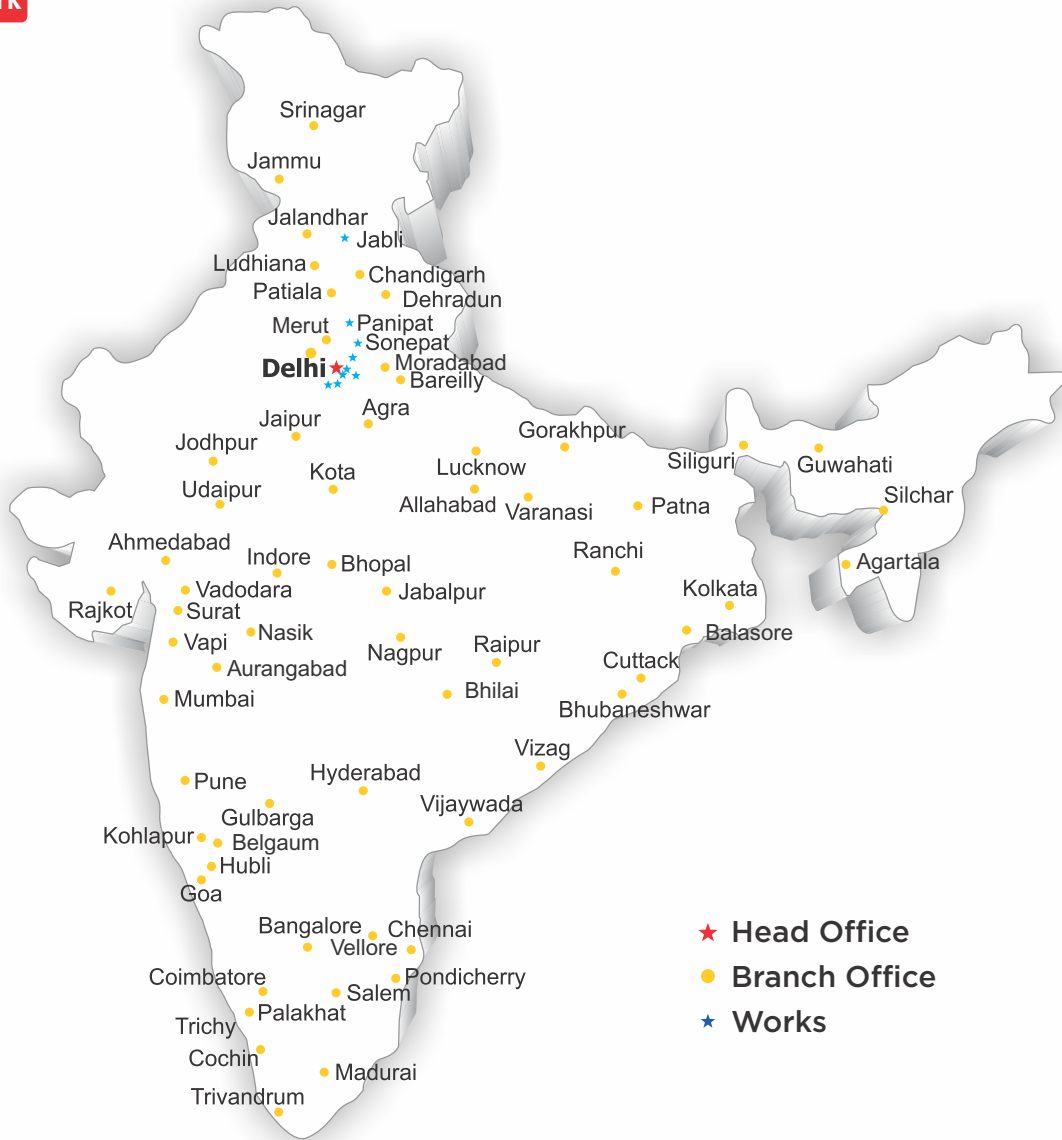 Srinagar
Jammu
Jalandhar
Jabli
Ludhiana
Chandigarh
Patiala
Dehradun
Merut
Panipat
Sonepat
Delhi
Moradabad
Bareilly
Jaipur
Agra
Jodhpur
Gorakhpur
Kota
Lucknow
Siliguri
Guwahati
Udaipur
Allahabad
Varanasi
Patna
Silchar
Ahmedabad
Indore
Bhopal
Ranchi
Agartala
Vadodara
Jabalpur
Kolkata
Rajkot
Surat
Vapi
Nasik
Nagpur
Raipur
Balasore
Aurangabad
Cuttack
Mumbai
Bhilai
Bhubaneshwar
Vizag
Pune
Hyderabad
Gulbarga
Vijaywada
Kohlapur
Belgaum
Hubli
Goa
Bangalore
Chennai
Vellore
Head Office
Coimbatore
Pondicherry
Branch Office
Salem
Palakhat
Works
Trichy
Cochin
Madurai
Trivandrum